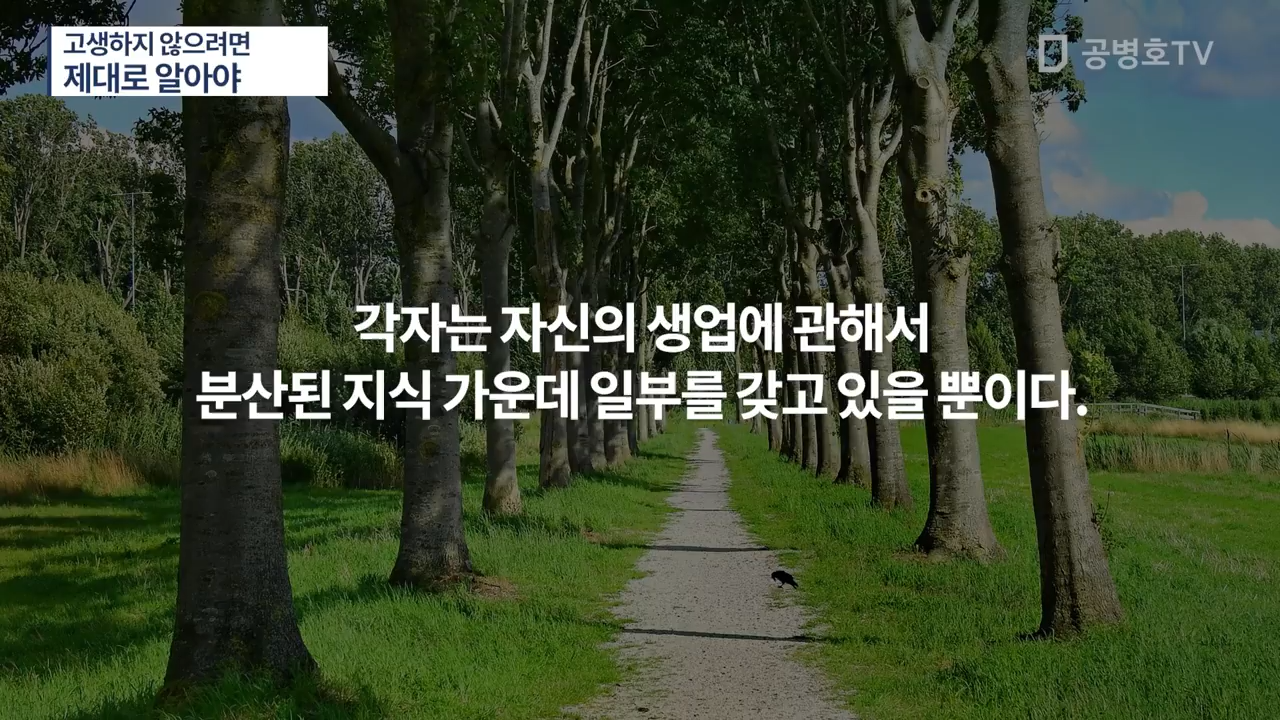 고생하지 않으려면
제대로 알아야
공병호TV
각자는 자신의 생업에 관해서
분산된 지식 가운데 일부를 갖고 있을 뿐이다.